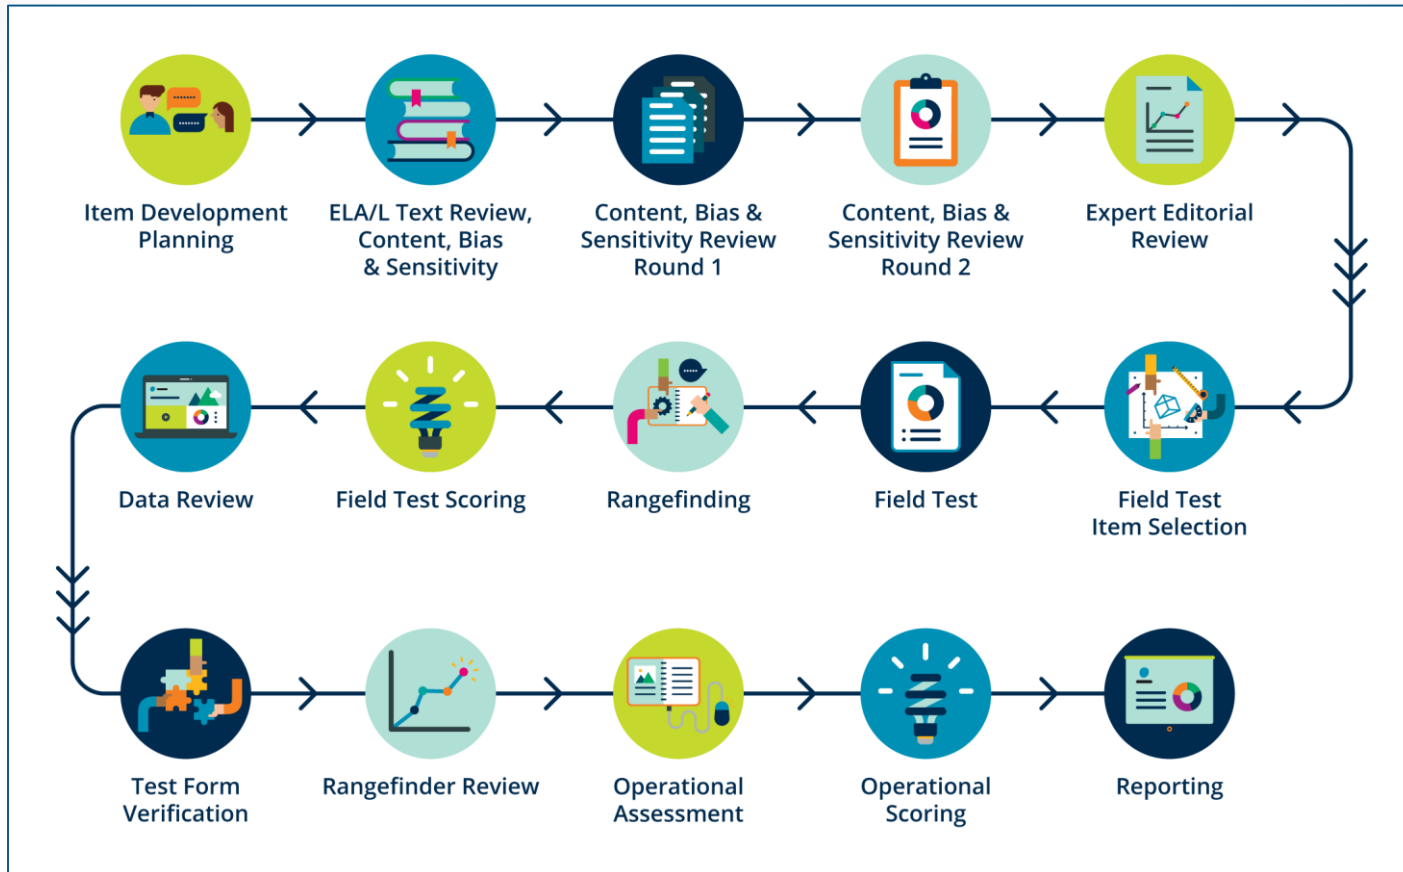 Item Development
Planning
ELA/L Text Review,
Content, Bias
& Sensitivity
Content, Bias &
Sensitivity Review
Round 1
Content, Bias &
Sensitivity Review
Round 2
Expert Editorial
Review
Field Test
Item Selection
Field Test
Rangefinding
Field Test Scoring
Data Review
Test Form
Verification
Rangefinder Review
Operational
Assessment
Operational
Scoring
Reporting